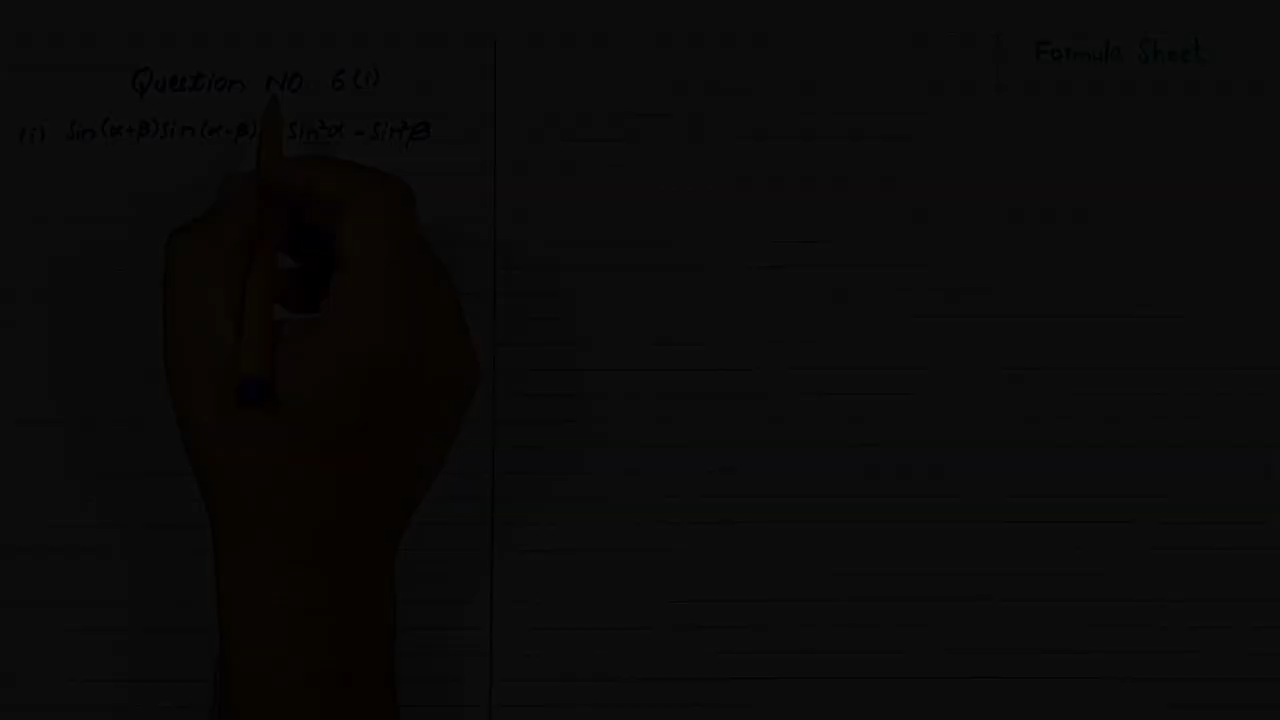 Question NO. 6 (i)
Formula Sheet
i) Sin(α+β)Sin(α-β) Sin²α - Sin²β